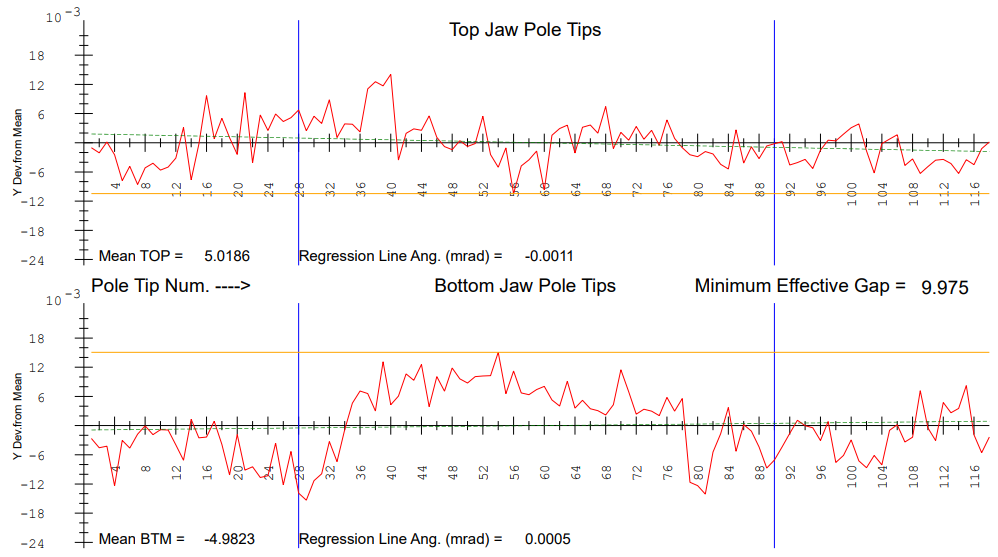 10 -3
Top Jaw Pole Tips
18
12
6
-6
-12
-18
-24
Y Dev.from Mean
4 8 12 16 20 24 28 32 36 40 44 48 52 56 60 64 68 72 76 80 84 88 92 96 100 104 108 112 116
Mean TOP = 5.0186 Regression Line Ang. (mrad) = -0.0011
Pole Tip Num. ----> Bottom Jaw Pole Tips Minimum Effective Gap = 9.975
10 -3
18
12
6
-6
-12
-18
-24
Y Dev.from Mean
4 8 12 16 20 24 28 32 36 40 44 48 52 56 60 64 68 72 76 80 84 88 92 96 100 104 108 112 116
Mean BTM = -4.9823 Regression Line Ang. (mrad) = 0.0005